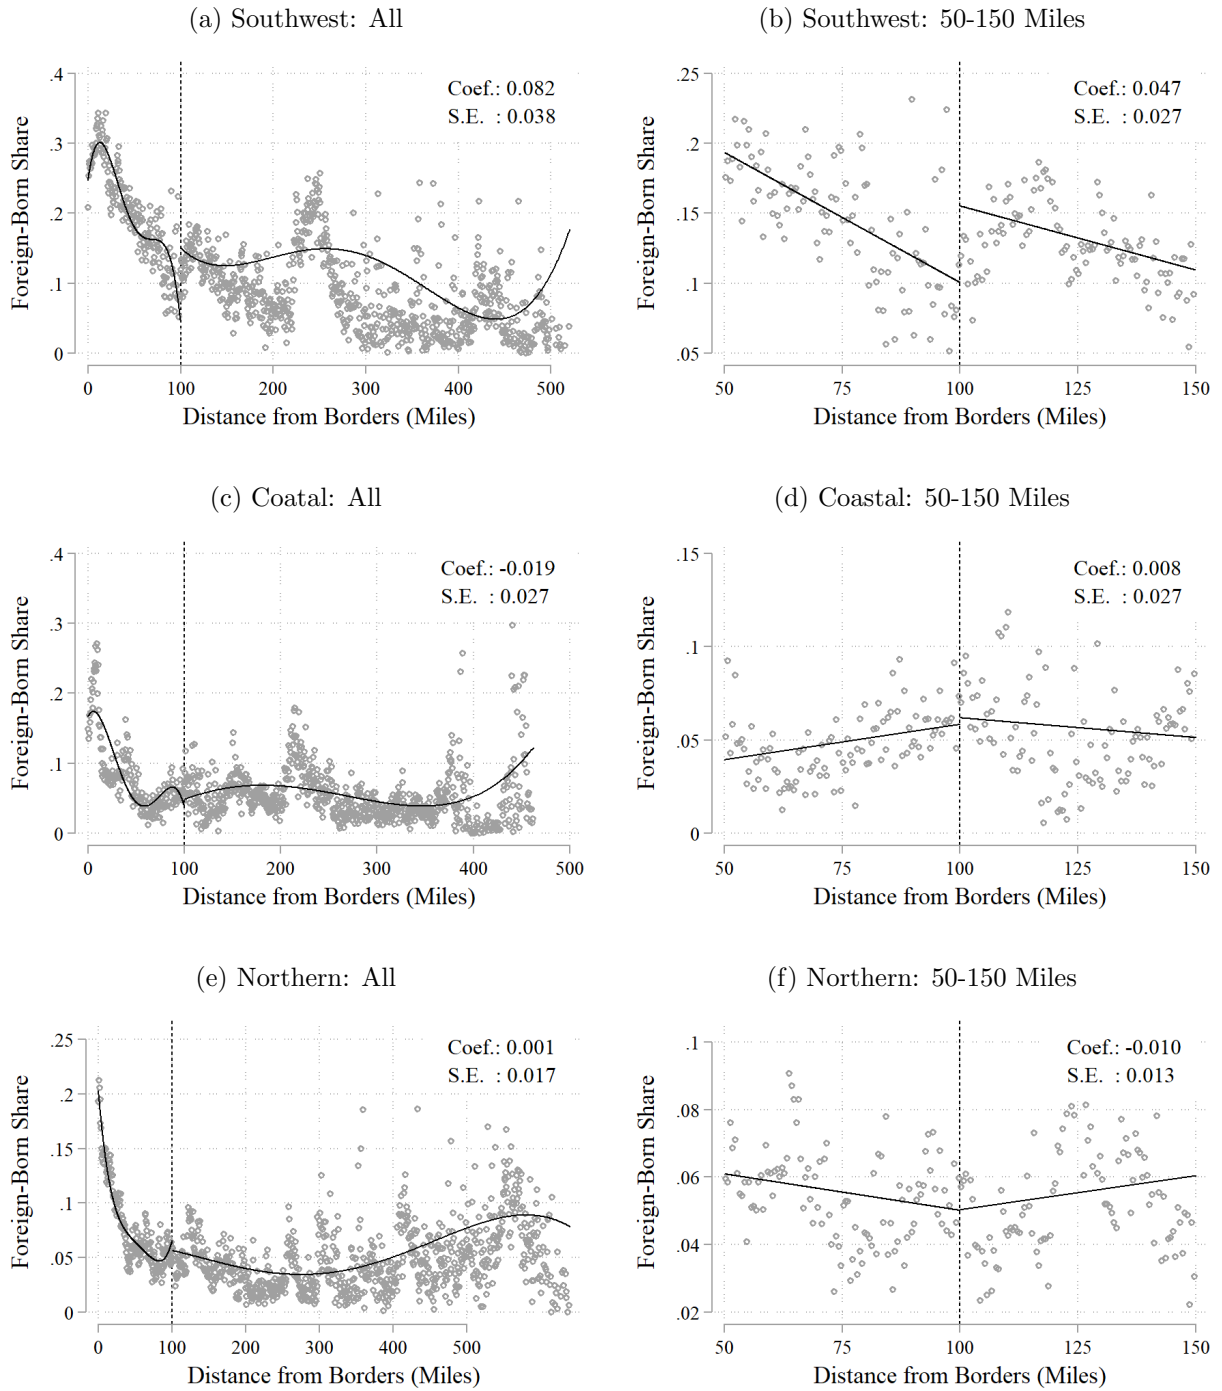 (a) Southwest: All
Coef.: 0.082
S.E. : 0.038
Foreign-Born Share
.4
.3
.2
.1
0
0 100 200 300 400 500
Distance from Borders (Miles)
(b) Southwest: 50-150 Miles
Coef.: 0.047
S.E. : 0.027
Foreign-Born Share
.25
.2
.15
.1
.05
50 75 100 125 150
Distance from Borders (Miles)
(c) Coatal: All
Coef.: -0.019
S.E. : 0.027
Foreign-Born Share
.4
.3
.2
.1
0
0 100 200 300 400 500
Distance from Borders (Miles)
(d) Coastal: 50-150 Miles
Coef.: 0.008
S.E. : 0.027
Foreign-Born Share
.15
.1
.05
0
50 75 100 125 150
Distance from Borders (Miles)
(e) Northern: All
Coef.: 0.001
S.E. : 0.017
Foreign-Born Share
.25
.2
.15
.1
.05
0
0 100 200 300 400 500
Distance from Borders (Miles)
(f) Northern: 50-150 Miles
Coef.: -0.010
S.E. : 0.013
Foreign-Born Share
.1
.08
.06
.04
.02
50 75 100 125 150
Distance from Borders (Miles)